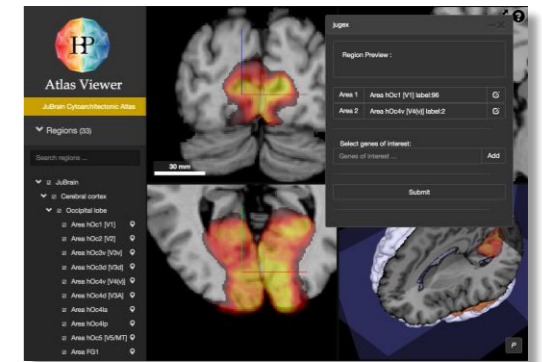 HP
Atlas Viewer
JuBrain Cytoarchitectonic Atlas
Regions (33)
Search regions ...
JuBrain
Cerebral cortex
Occipital lobe
Area hOc1 [V1]
Area hOc2 [V2]
Area hOc3v [V3v]
Area hOc3d [V3d]
Area hOc4v [V4(v)]
Area hOc4d [V3A]
Area hOc4la
Area hOc4lp
Area hOc5 [V5/MT]
Area FG1
30 mm
jugex
?
Region Preview :
Area 1 Area hOc1 [V1] label:96
Area 2 Area hOc4v [V4(v)] label:2
Select genes of interest:
Genes of interest ... Add
Submit
P